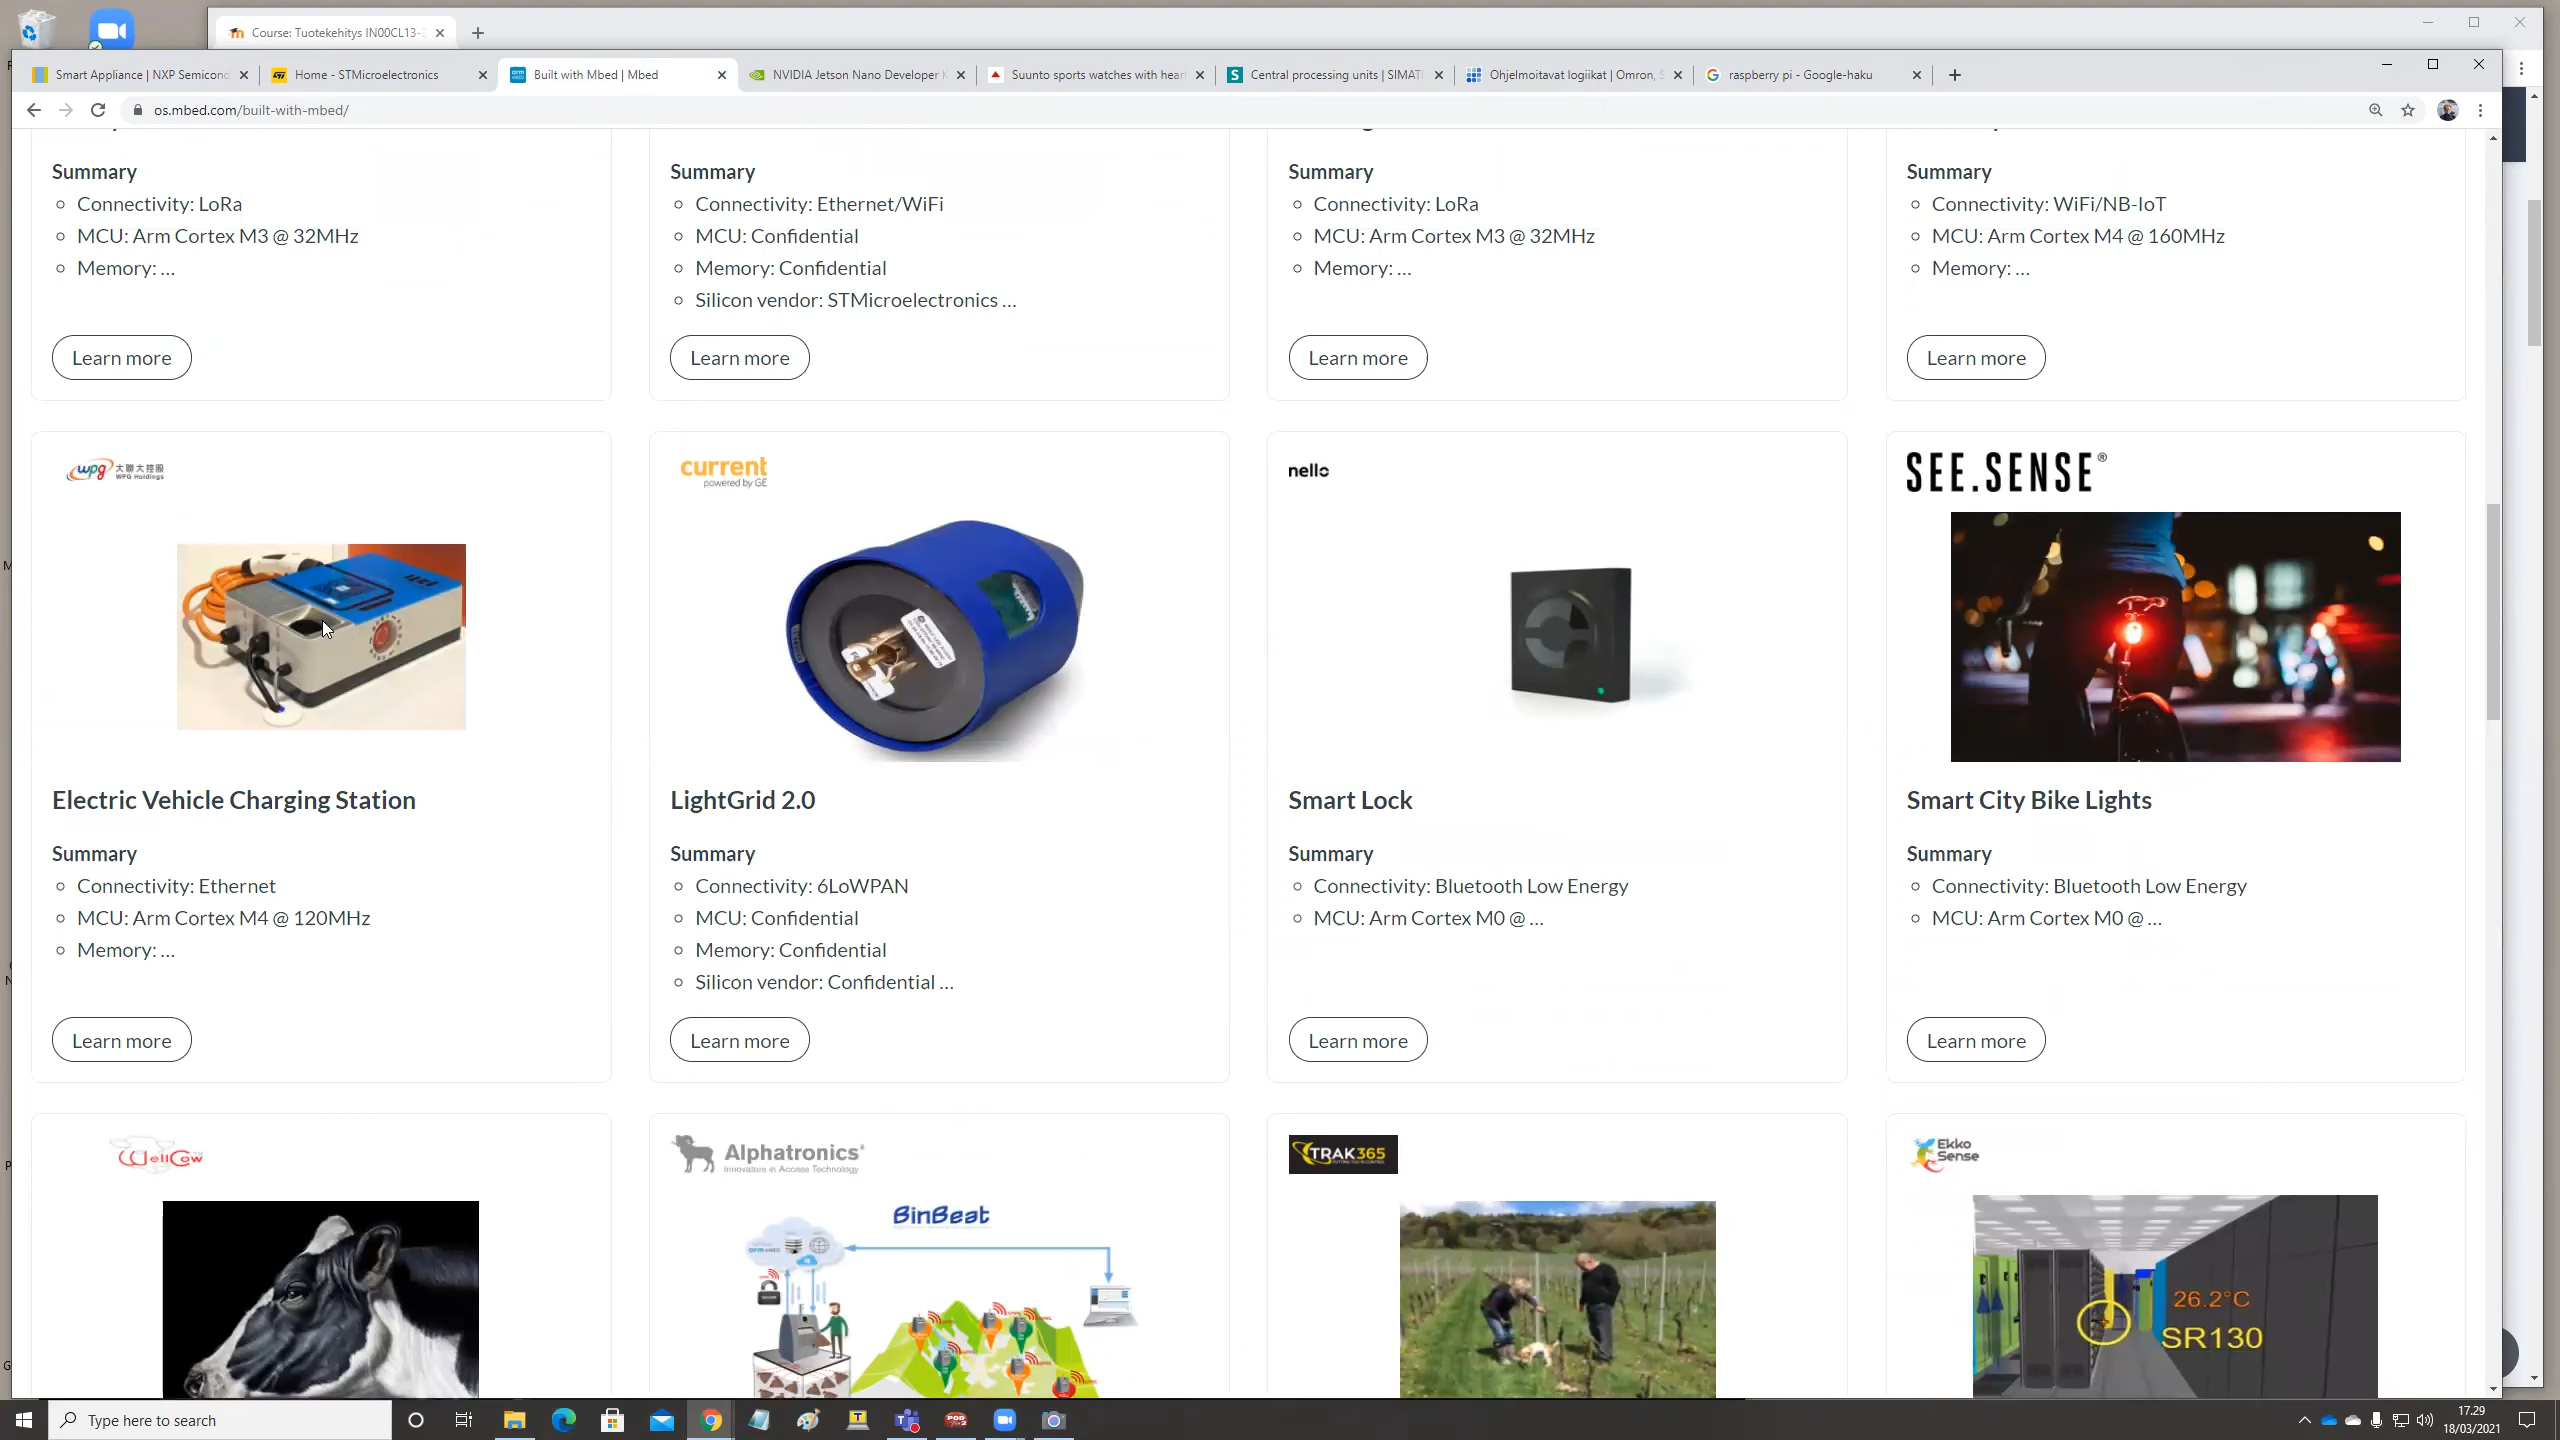 Course: Tuotekehitys IN00CL13-
Smart Appliance | NXP Semicond
Home - STMicroelectronics
Built with Mbed | Mbed
NVIDIA Jetson Nano Developer K
Suunto sports watches with hear
Central processing units | SIMATI
Ohjelmoitavat logiikat | Omron, S
raspberry pi - Google-haku
os.mbed.com/built-with-mbed/
Summary
Connectivity: LoRa
MCU: Arm Cortex M3 @ 32MHz
Memory: ...
Learn more
Summary
Connectivity: Ethernet/WiFi
MCU: Confidential
Memory: Confidential
Silicon vendor: STMicroelectronics ...
Learn more
Summary
Connectivity: LoRa
MCU: Arm Cortex M3 @ 32MHz
Memory: ...
Learn more
Summary
Connectivity: WiFi/NB-IoT
MCU: Arm Cortex M4 @ 160MHz
Memory: ...
Learn more
wpg 大聯大控股
WPG Holdings
Electric Vehicle Charging Station
Summary
Connectivity: Ethernet
MCU: Arm Cortex M4 @ 120MHz
Memory: ...
Learn more
current
powered by GE
LightGrid 2.0
Summary
Connectivity: 6LoWPAN
MCU: Confidential
Memory: Confidential
Silicon vendor: Confidential ...
Learn more
nello
Smart Lock
Summary
Connectivity: Bluetooth Low Energy
MCU: Arm Cortex M0 @ ...
Learn more
SEE.SENSE®
Smart City Bike Lights
Summary
Connectivity: Bluetooth Low Energy
MCU: Arm Cortex M0 @ ...
Learn more
WellCow
Alphatronics
Innovators in Access Technology
BinBeat
TRAK365
Ekko
Sense
26.2°C
SR130
Type here to search
17.29
18/03/2021